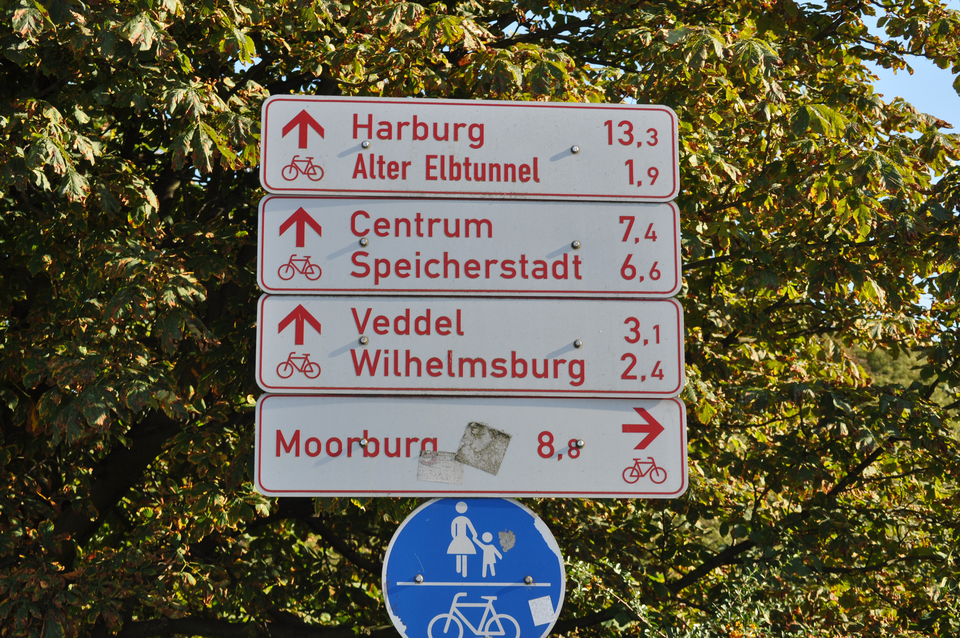 Harburg 13,3
Alter Elbtunnel 1,9
Centrum 7,4
Speicherstadt 6,6
Veddel 3,1
Wilhelmsburg 2,4
Moorburg 8,8